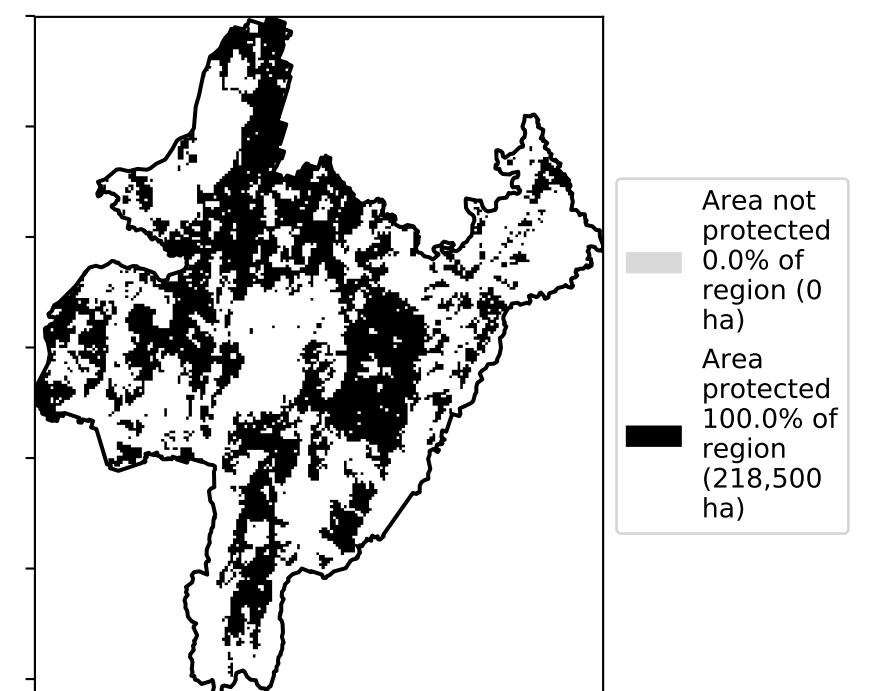 Area not
protected
0.0% of
region (0
ha)
Area
protected
100.0% of
region
(218,500
ha)